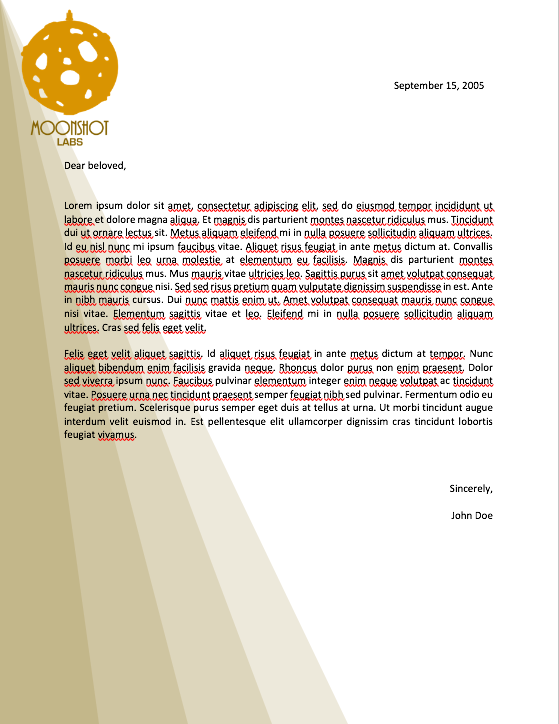 MOONSHOT
LABS
September 15, 2005
Dear beloved,
Lorem ipsum dolor sit amet, consectetur adipiscing elit, sed do eiusmod tempor incididunt ut
labore et dolore magna aliqua. Et magnis dis parturient montes nascetur ridiculus mus. Tincidunt
dui ut ornare lectus sit. Metus aliquam eleifend mi in nulla posuere sollicitudin aliquam ultrices.
Id eu nisl nunc mi ipsum faucibus vitae. Aliquet risus feugiat in ante metus dictum at. Convallis
posuere morbi leo urna molestie at elementum eu facilisis. Magnis dis parturient montes
nascetur ridiculus mus. Mus mauris vitae ultricies leo. Sagittis purus sit amet volutpat consequat
mauris nunc congue nisi. Sed sed risus pretium quam vulputate dignissim suspendisse in est. Ante
in nibh mauris cursus. Dui nunc mattis enim ut. Amet volutpat consequat mauris nunc congue
nisi vitae. Elementum sagittis vitae et leo. Eleifend mi in nulla posuere sollicitudin aliquam
ultrices. Cras sed felis eget velit.
Felis eget velit aliquet sagittis. Id aliquet risus feugiat in ante metus dictum at tempor. Nunc
aliquet bibendum enim facilisis gravida neque. Rhoncus dolor purus non enim praesent. Dolor
sed viverra ipsum nunc. Faucibus pulvinar elementum integer enim neque volutpat ac tincidunt
vitae. Posuere urna nec tincidunt praesent semper feugiat nibh sed pulvinar. Fermentum odio eu
feugiat pretium. Scelerisque purus semper eget duis at tellus at urna. Ut morbi tincidunt augue
interdum velit euismod in. Est pellentesque elit ullamcorper dignissim cras tincidunt lobortis
feugiat vivamus.
Sincerely,
John Doe